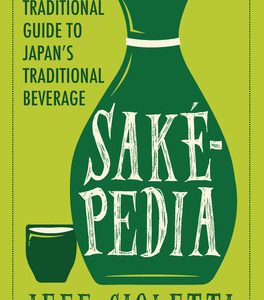 TRADITIONAL
GUIDE TO
JAPAN'S
TRADITIONAL
BEVERAGE
SAKÉ-
PEDIA
JEFF CIOLETTI